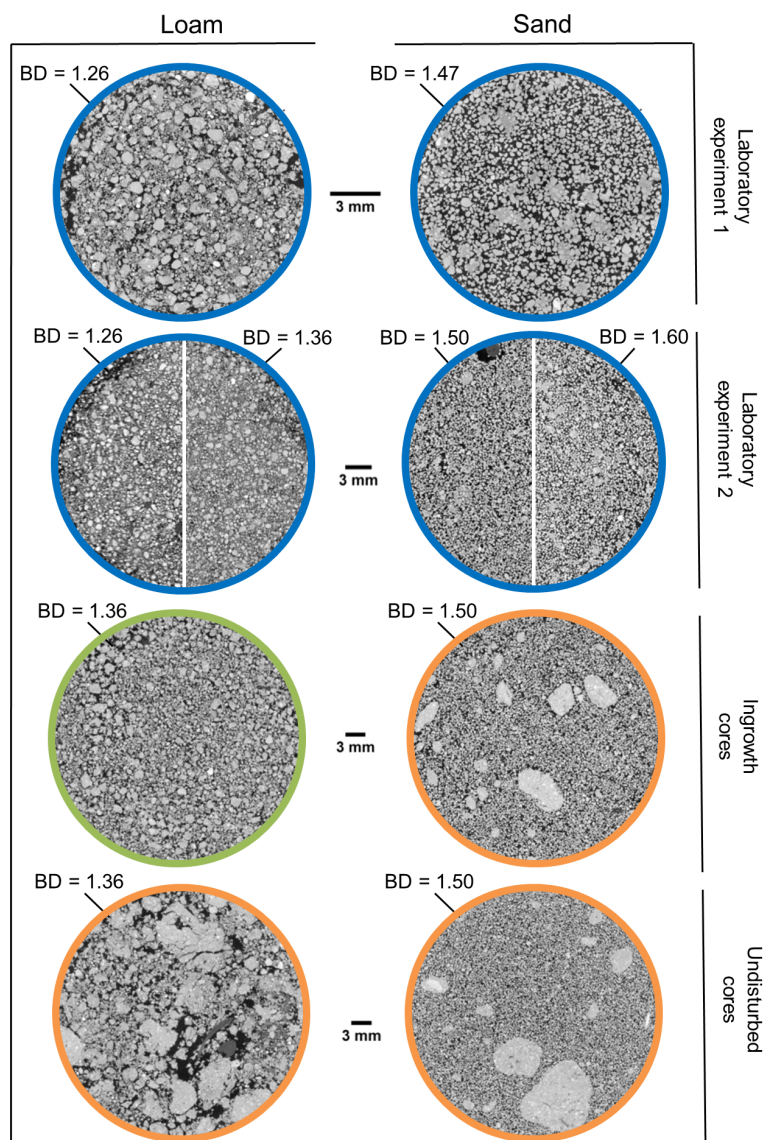 Loam
Sand
BD = 1.26
BD = 1.47
3 mm
Laboratory
experiment 1
BD = 1.26
BD = 1.36
BD = 1.50
BD = 1.60
3 mm
Laboratory
experiment 2
BD = 1.36
BD = 1.50
3 mm
Ingrowth
cores
BD = 1.36
BD = 1.50
3 mm
Undisturbed
cores